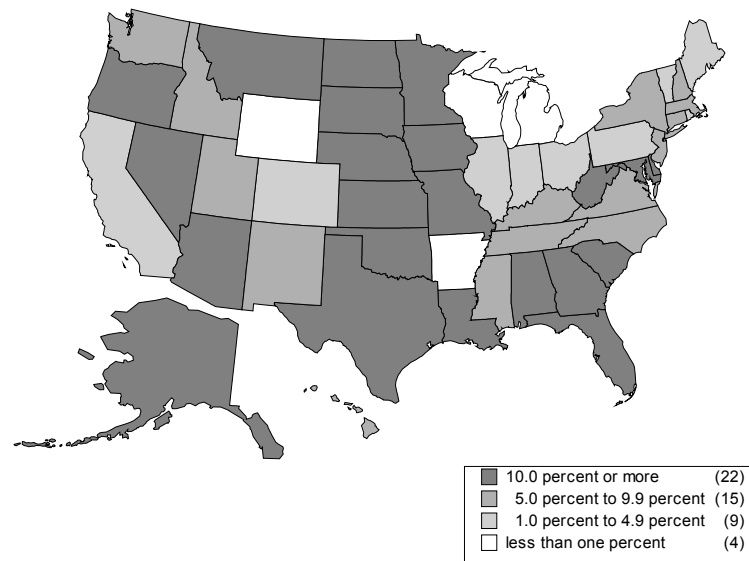 10.0 percent or more (22)
5.0 percent to 9.9 percent (15)
1.0 percent to 4.9 percent (9)
less than one percent (4)